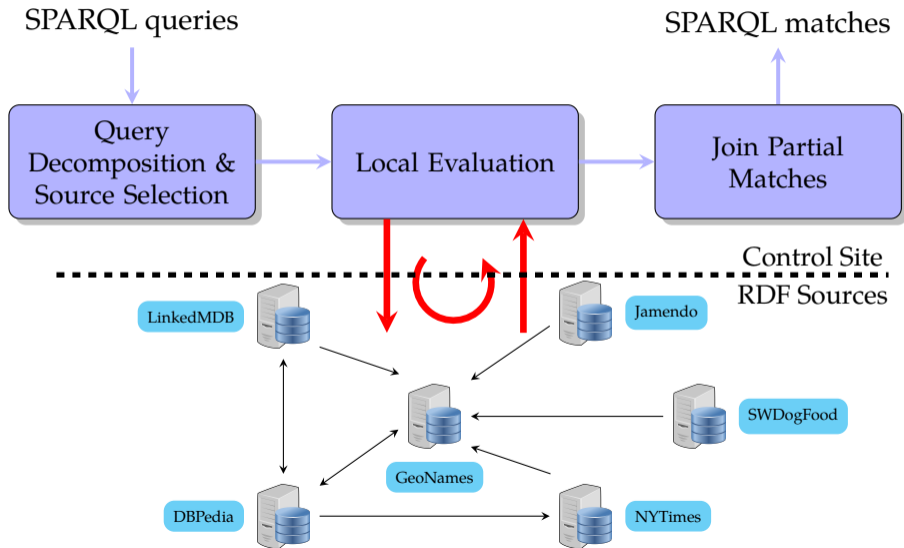 SPARQL queries
SPARQL matches
Query
Decomposition &
Source Selection
Local Evaluation
Join Partial
Matches
Control Site
RDF Sources
LinkedMDB
Jamendo
SWDogFood
GeoNames
DBPedia
NYTimes